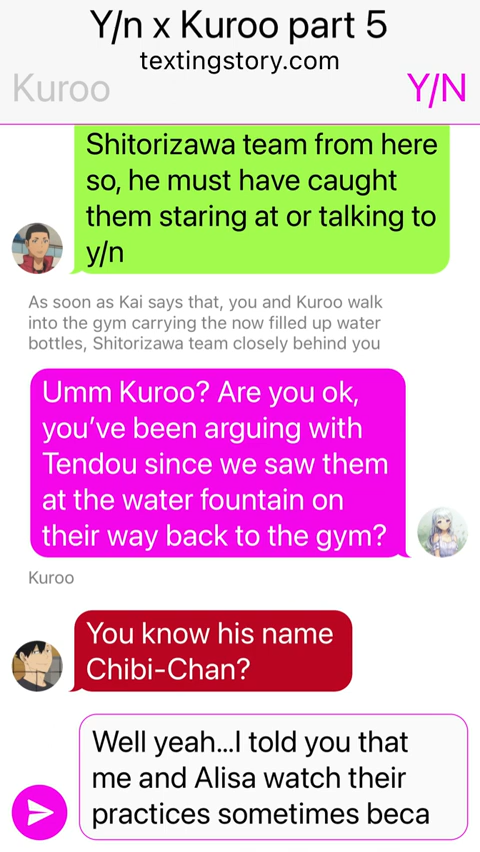 Y/n x Kuroo part 5
textingstory.com
Kuroo
Y/N
Shitorizawa team from here
so, he must have caught
them staring at or talking to
y/n
As soon as Kai says that, you and Kuroo walk
into the gym carrying the now filled up water
bottles, Shitorizawa team closely behind you
Umm Kuroo? Are you ok,
you’ve been arguing with
Tendou since we saw them
at the water fountain on
their way back to the gym?
Kuroo
You know his name
Chibi-Chan?
Well yeah...I told you that
me and Alisa watch their
practices sometimes beca